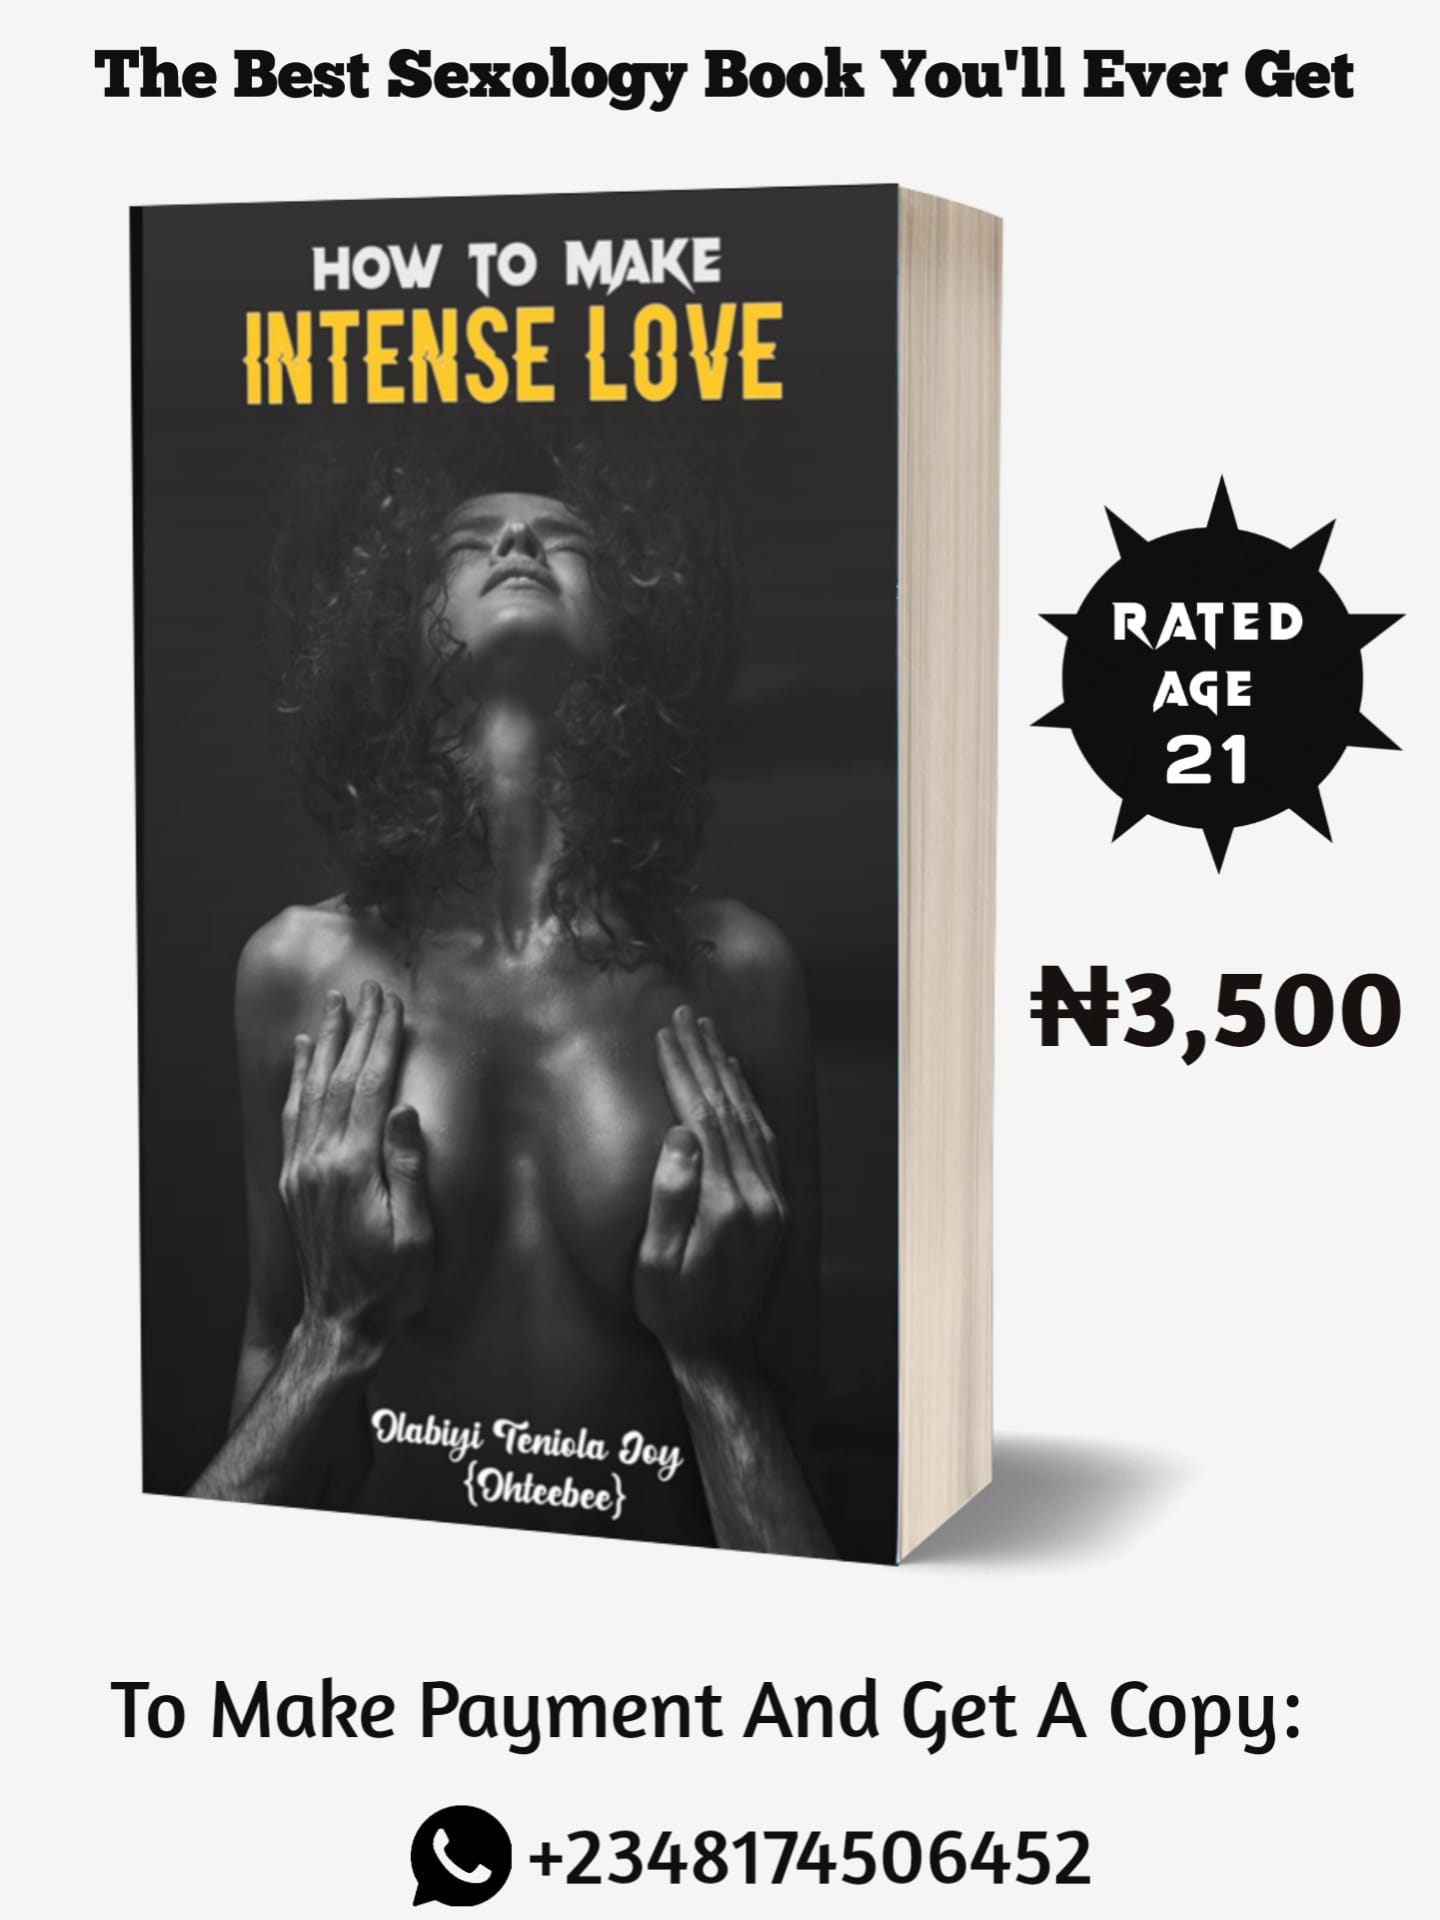 The Best Sexology Book You'll Ever Get
HOW TO MAKE
INTENSE LOVE
RATED
AGE
21
₦3,500
Olabiyi Teniola Joy
{Ohteebee}
To Make Payment And Get A Copy:
+2348174506452